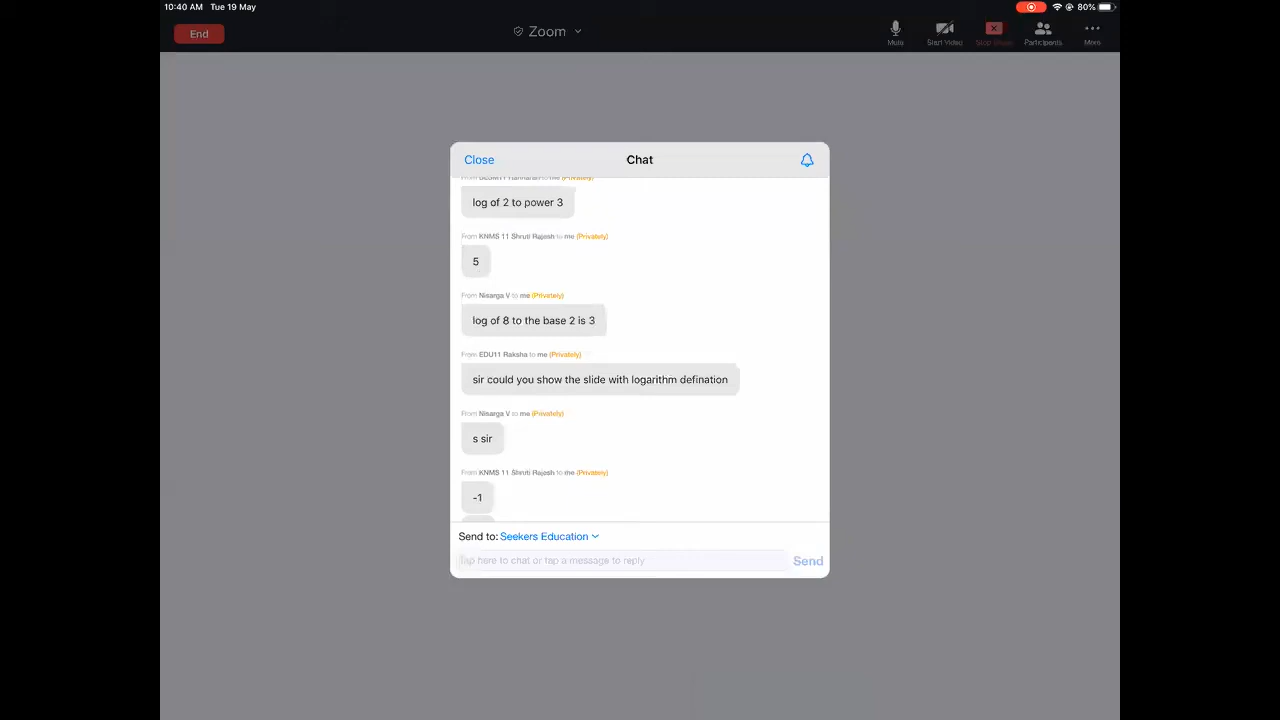 10:40 AM Tue 19 May 80%
End
Zoom
Mute
Start Video
Stop Share
Participants
More
Close
Chat
to me (Privately)
log of 2 to power 3
From KNMS 11 Shruti Rajesh to me (Privately)
5
From Nisarga V to me (Privately)
log of 8 to the base 2 is 3
From EDU11 Raksha to me (Privately)
sir could you show the slide with logarithm defination
From Nisarga V to me (Privately)
s sir
From KNMS 11 Shruti Rajesh to me (Privately)
-1
Send to: Seekers Education
Tap here to chat or tap a message to reply
Send